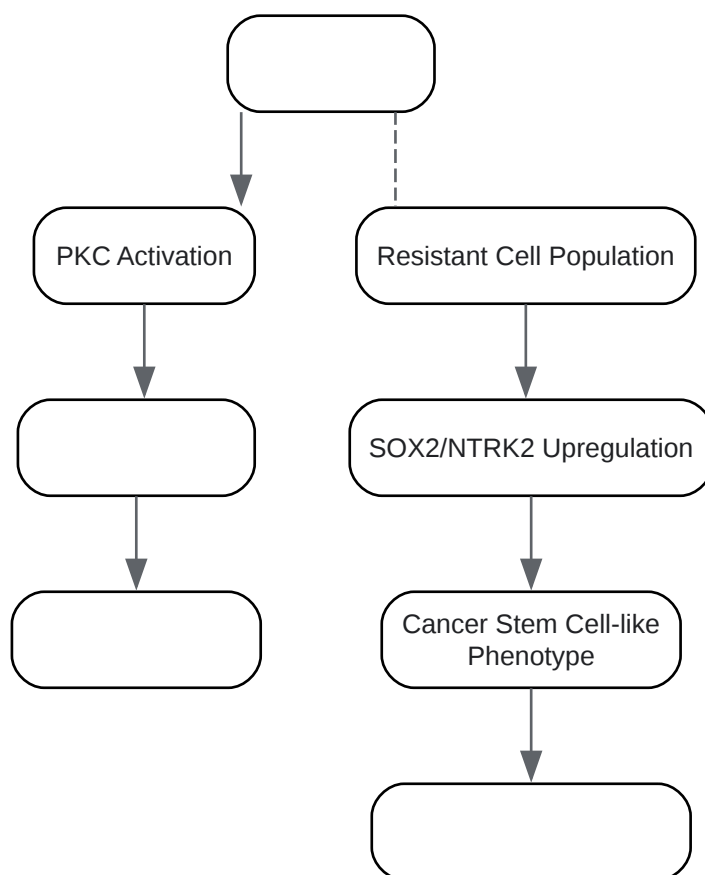 PKC Activation
Resistant Cell Population
SOX2/NTRK2 Upregulation
Cancer Stem Cell-like
Phenotype